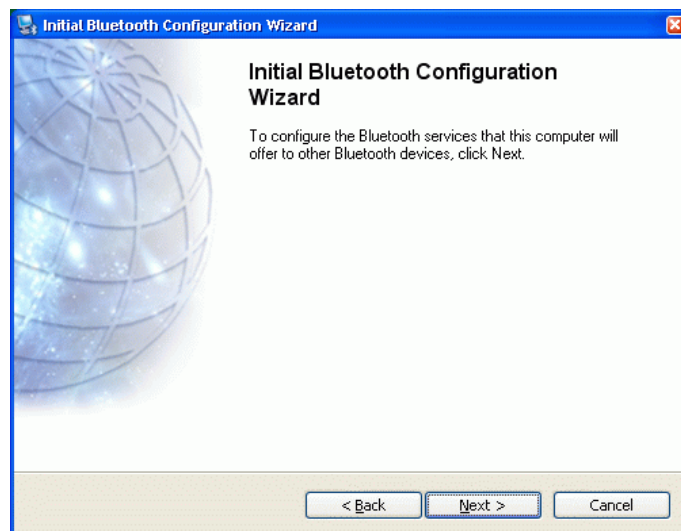 Initial Bluetooth Configuration Wizard
Initial Bluetooth Configuration
Wizard
To configure the Bluetooth services that this computer will
offer to other Bluetooth devices, click Next.
< Back
Next >
Cancel